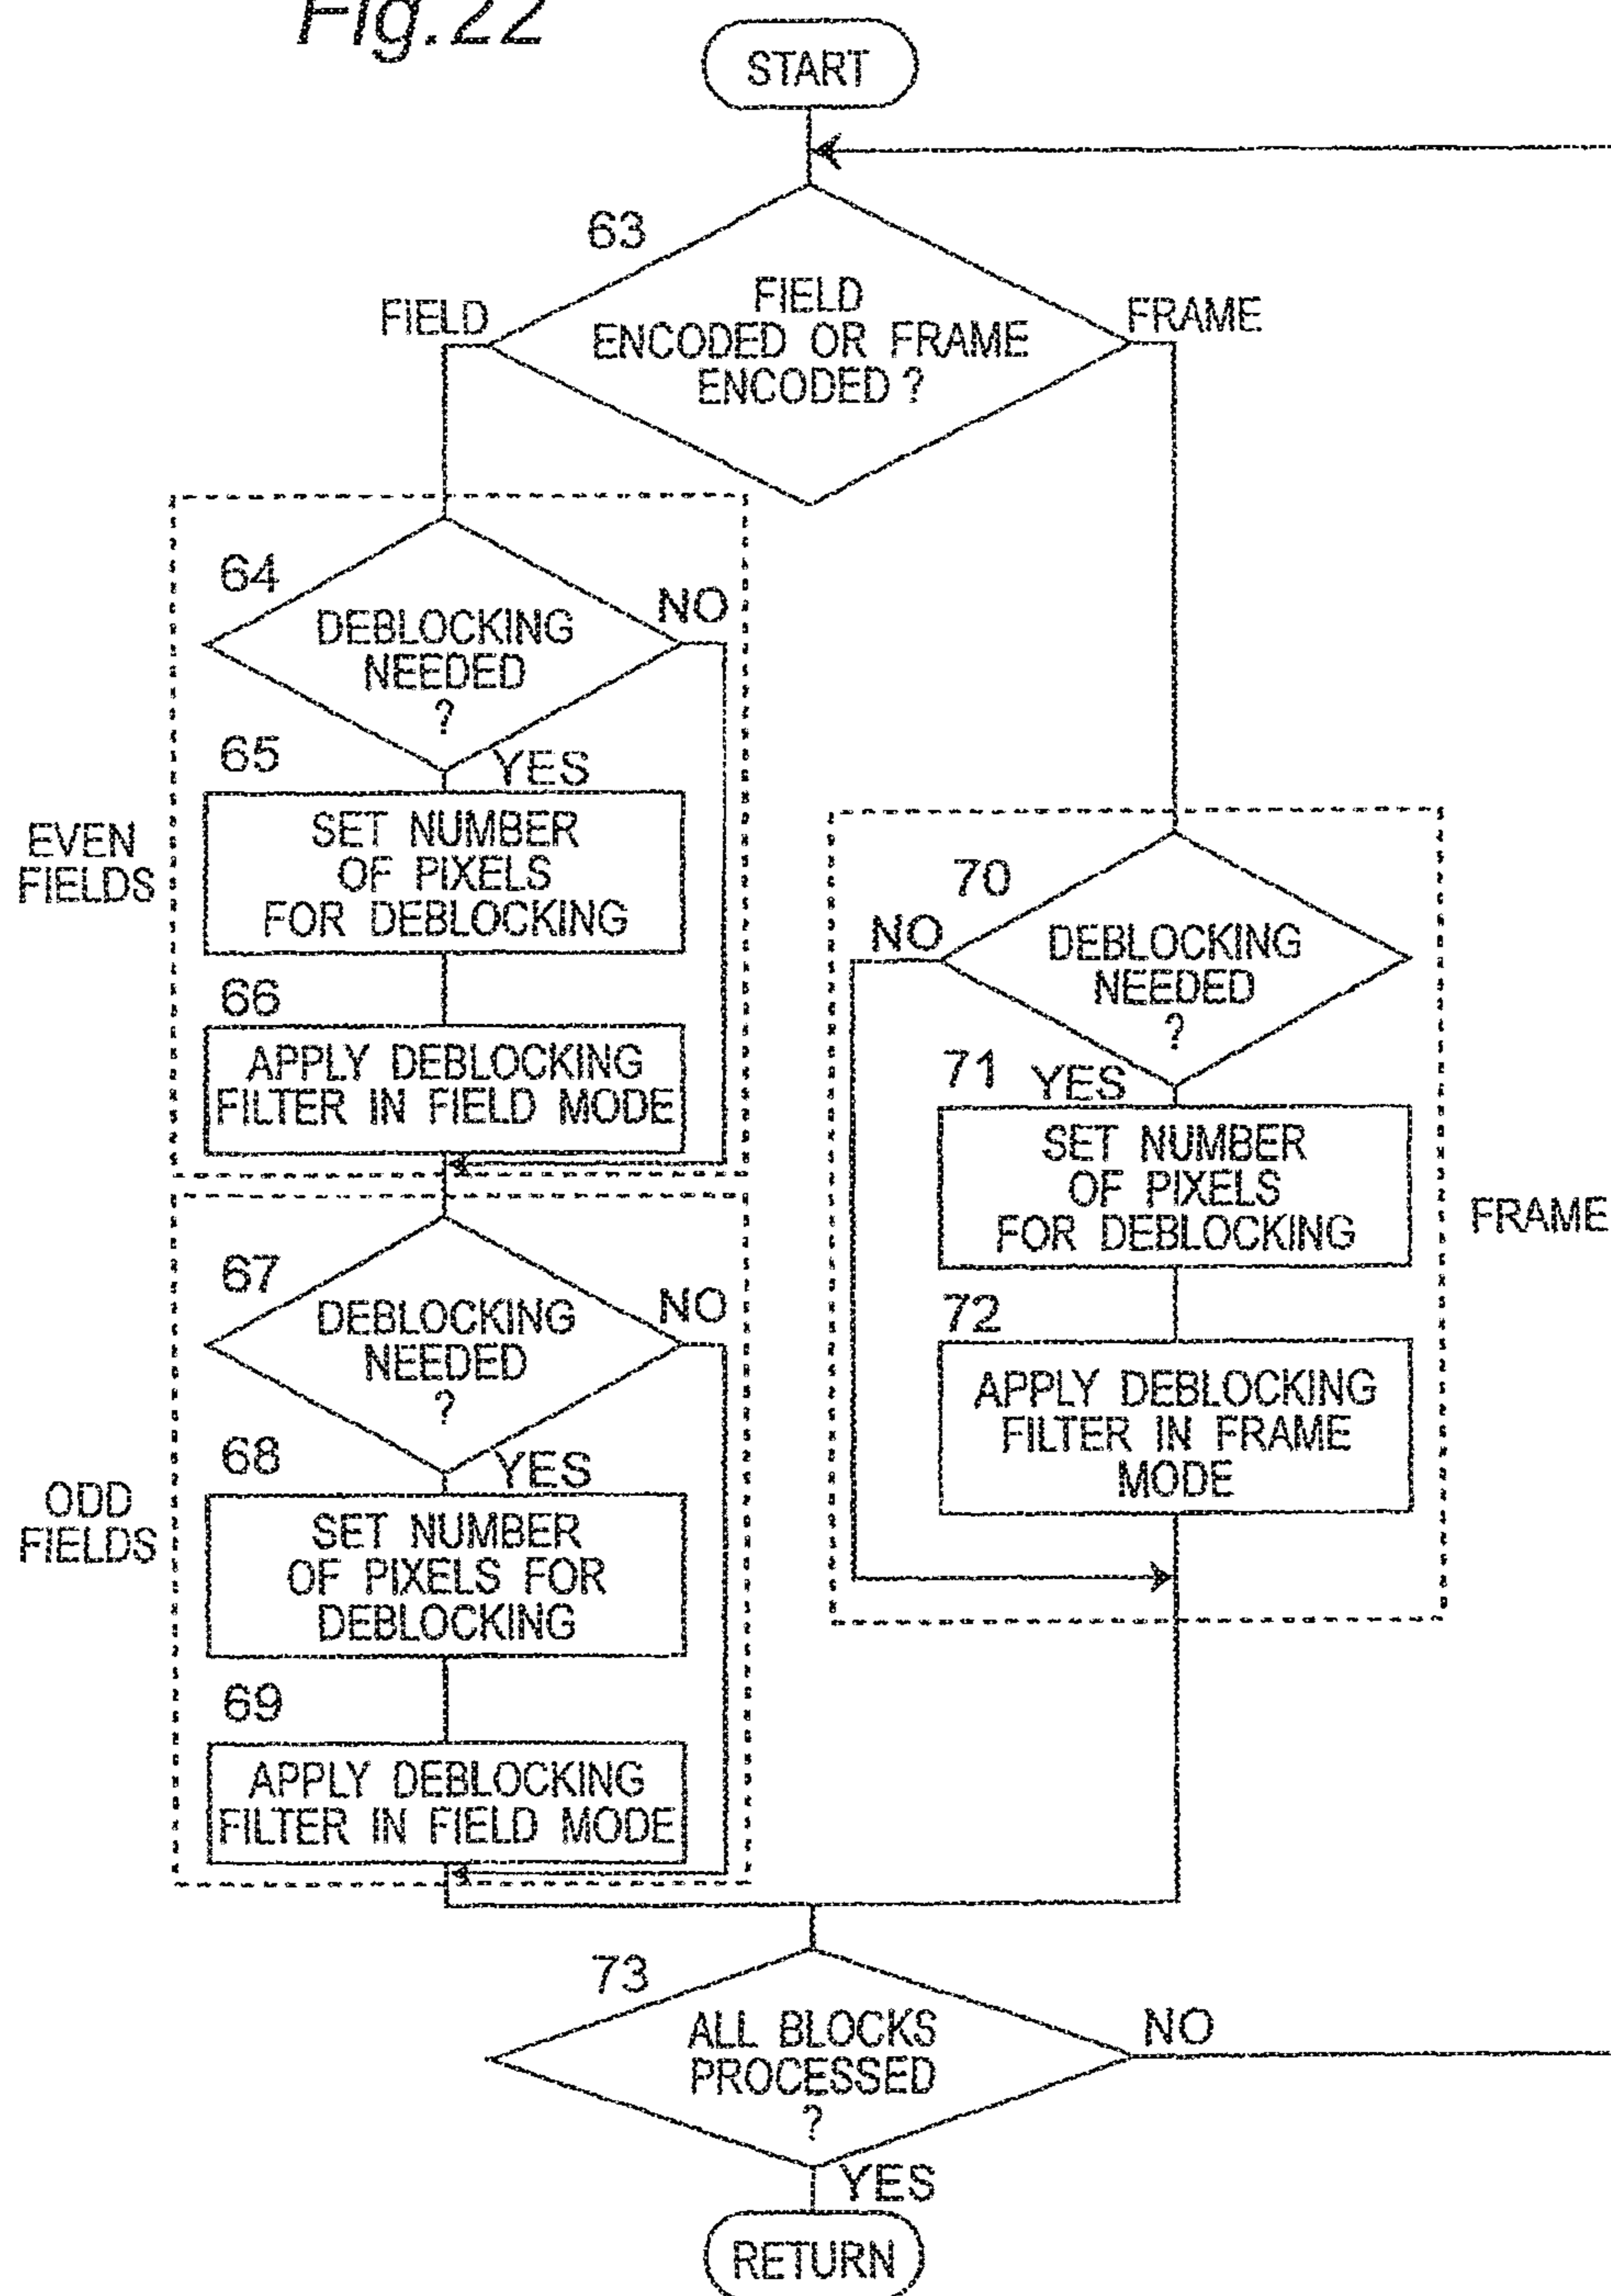 Fig.22
START
63
FIELD
ENCODED OR FRAME
ENCODED ?
FIELD
FRAME
64
DEBLOCKING
NEEDED
?
NO
YES
65
SET NUMBER
OF PIXELS
FOR DEBLOCKING
EVEN
FIELDS
66
APPLY DEBLOCKING
FILTER IN FIELD MODE
67
DEBLOCKING
NEEDED
?
NO
YES
68
SET NUMBER
OF PIXELS FOR
DEBLOCKING
ODD
FIELDS
69
APPLY DEBLOCKING
FILTER IN FIELD MODE
70
DEBLOCKING
NEEDED
?
NO
YES
71
SET NUMBER
OF PIXELS
FOR DEBLOCKING
FRAME
72
APPLY DEBLOCKING
FILTER IN FRAME
MODE
73
ALL BLOCKS
PROCESSED
?
NO
YES
RETURN